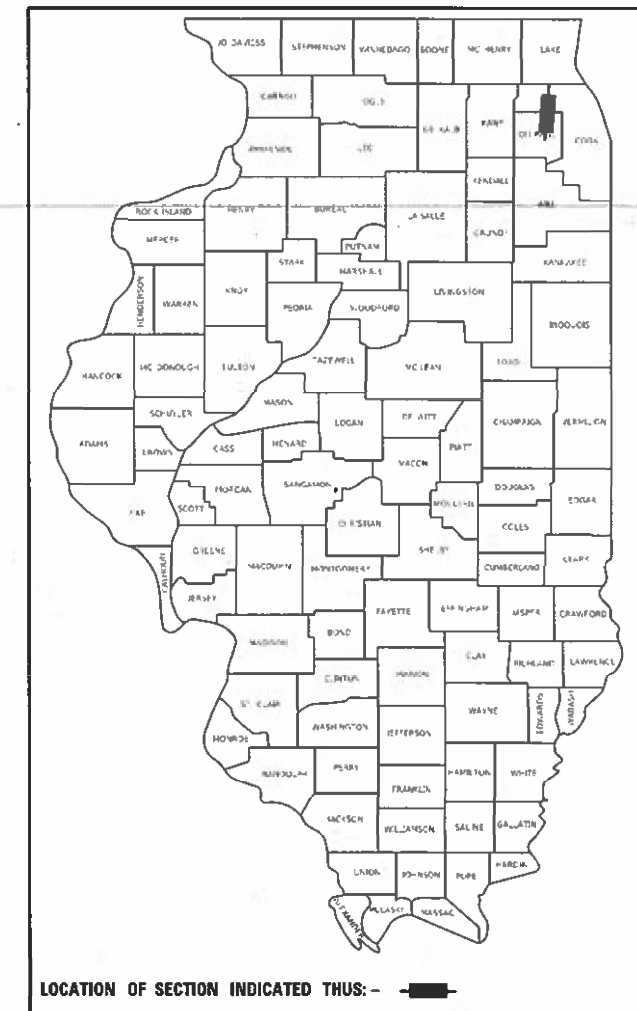 JO DAVIESS STEPHENSON WINNEBAGO BOONE MC HENRY LAKE
CARROLL OGLE DE KALB KANE COOK
LEE
KENDALL
ROCK ISLAND HENRY BUREAU LA SALLE GRUNDY WILL
MERCER PUTNAM
STARK MARSHALL KANKAKEE
HENDERSON WARREN KNOX PEORIA WOODFORD LIVINGSTON IROQUOIS
HANCOCK MC DONOUGH FULTON TAZEWELL MC LEAN FORD
MASON
SCHUYLER LOGAN DE WITT CHAMPAIGN VERMILION
ADAMS BROWN CASS MENARD MACON PIATT
MORGAN SANGAMON DOUGLAS
PIKE SCOTT CHRISTIAN MOULTRIE COLES EDGAR
GREENE MACOUPIN MONTGOMERY SHELBY CUMBERLAND CLARK
CALHOUN JERSEY FAYETTE EFFINGHAM JASPER CRAWFORD
MADISON BOND CLAY RICHLAND LAWRENCE
CLINTON MARION
ST. CLAIR WAYNE EDWARDS WABASH
MONROE WASHINGTON JEFFERSON
RANDOLPH PERRY HAMILTON WHITE
FRANKLIN
JACKSON WILLIAMSON SALINE GALLATIN
UNION JOHNSON POPE HARDIN
ALEXANDER PULASKI MASSAC
LOCATION OF SECTION INDICATED THUS: -